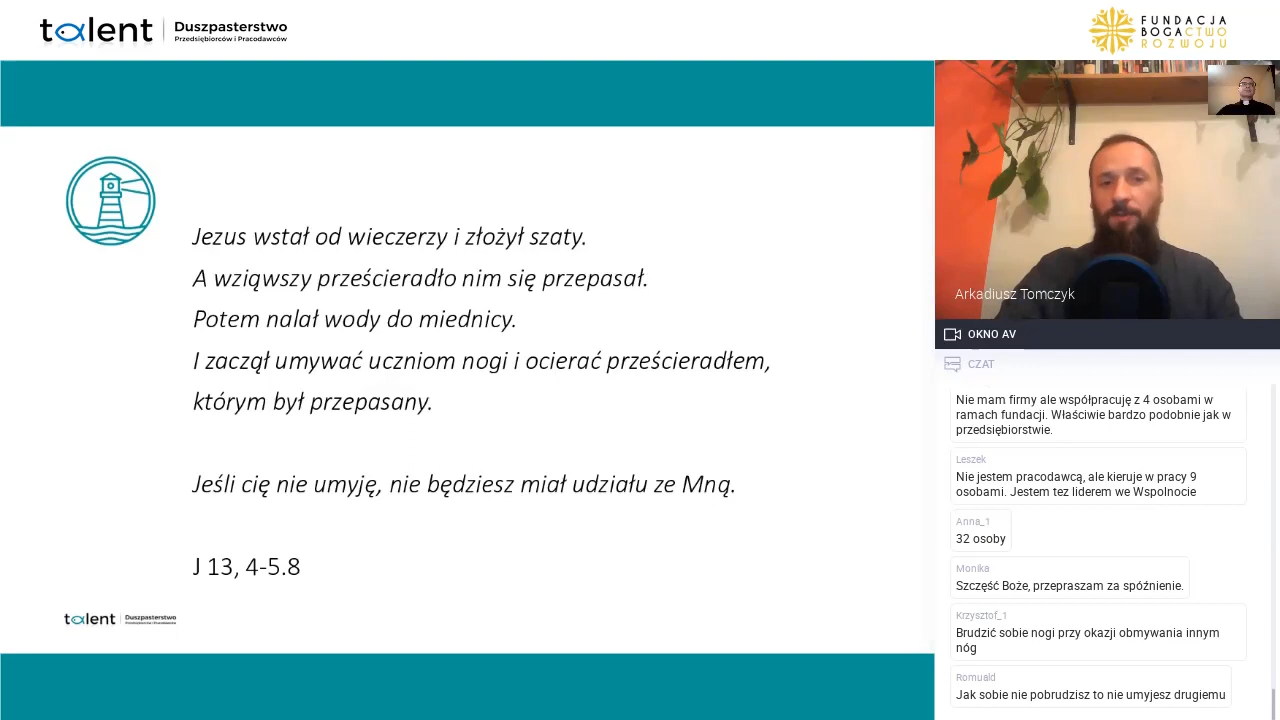 talent
Duszpasterstwo
Przedsiębiorców i Pracodawców
FUNDACJA
BOGACTWO
ROZWOJU
Jezus wstał od wieczerzy i złożył szaty.
A wziąwszy prześcieradło nim się przepasał.
Potem nalał wody do miednicy.
I zaczął umywać uczniom nogi i ocierać prześcieradłem,
którym był przepasany.
Jeśli cię nie umyję, nie będziesz miał udziału ze Mną.
J 13, 4-5.8
talent
Duszpasterstwo
Przedsiębiorców i Pracodawców
Arkadiusz Tomczyk
OKNO AV
CZAT
Nie mam firmy ale współpracuję z 4 osobami w
ramach fundacji. Właściwie bardzo podobnie jak w
przedsiębiorstwie.
Leszek
Nie jestem pracodawcą, ale kieruje w pracy 9
osobami. Jestem tez liderem we Wspolnocie
Anna_1
32 osoby
Monika
Szczęść Boże, przepraszam za spóźnienie.
Krzysztof_1
Brudzić sobie nogi przy okazji obmywania innym
nóg
Romuald
Jak sobie nie pobrudzisz to nie umyjesz drugiemu